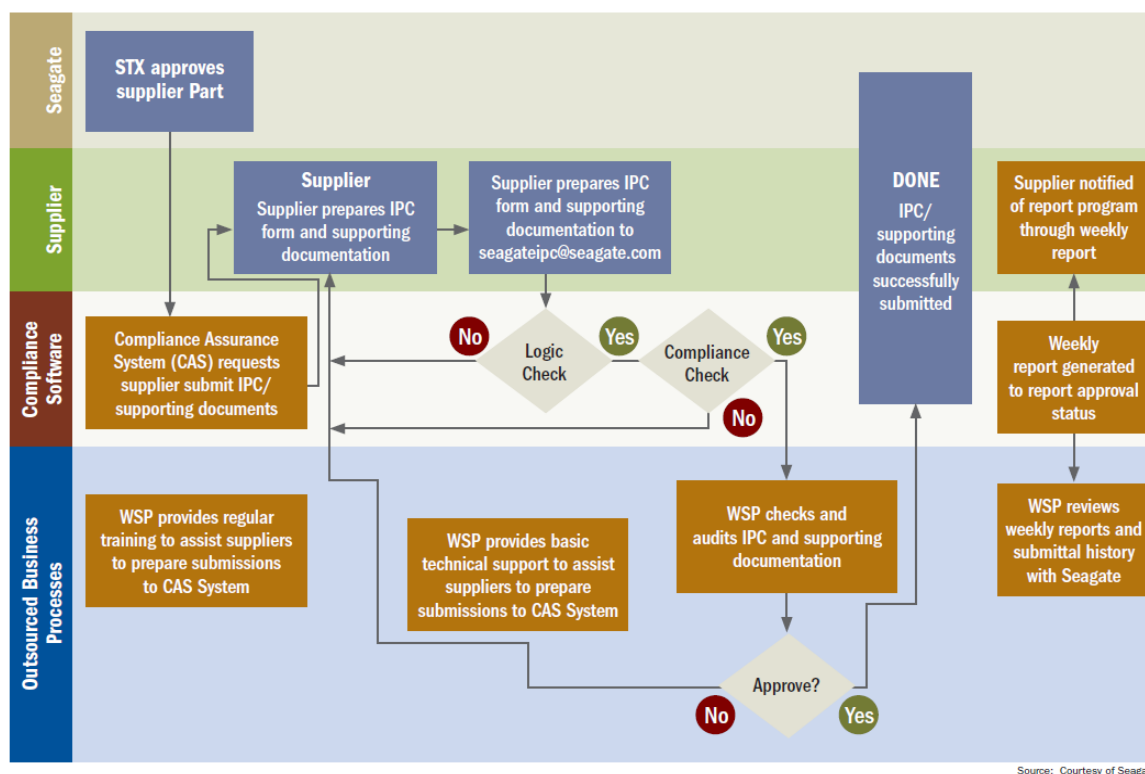 Seagate
STX approves
supplier Part
Supplier
Supplier
Supplier prepares IPC
form and supporting
documentation
Supplier prepares IPC
form and supporting
documentation to
seagateipc@seagate.com
DONE
IPC/
supporting
documents
successfully
submitted
Supplier notified
of report program
through weekly
report
Compliance
Software
Compliance Assurance
System (CAS) requests
supplier submit IPC/
supporting documents
No
Logic
Check
Yes
Compliance
Check
Yes
No
Weekly
report generated
to report approval
status
Outsourced Business
Processes
WSP provides regular
training to assist suppliers
to prepare submissions
to CAS System
WSP provides basic
technical support to assist
suppliers to prepare
submissions to CAS System
WSP checks and
audits IPC and supporting
documentation
WSP reviews
weekly reports and
submittal history
with Seagate
Approve?
No
Yes
Source: Courtesy of Seaga